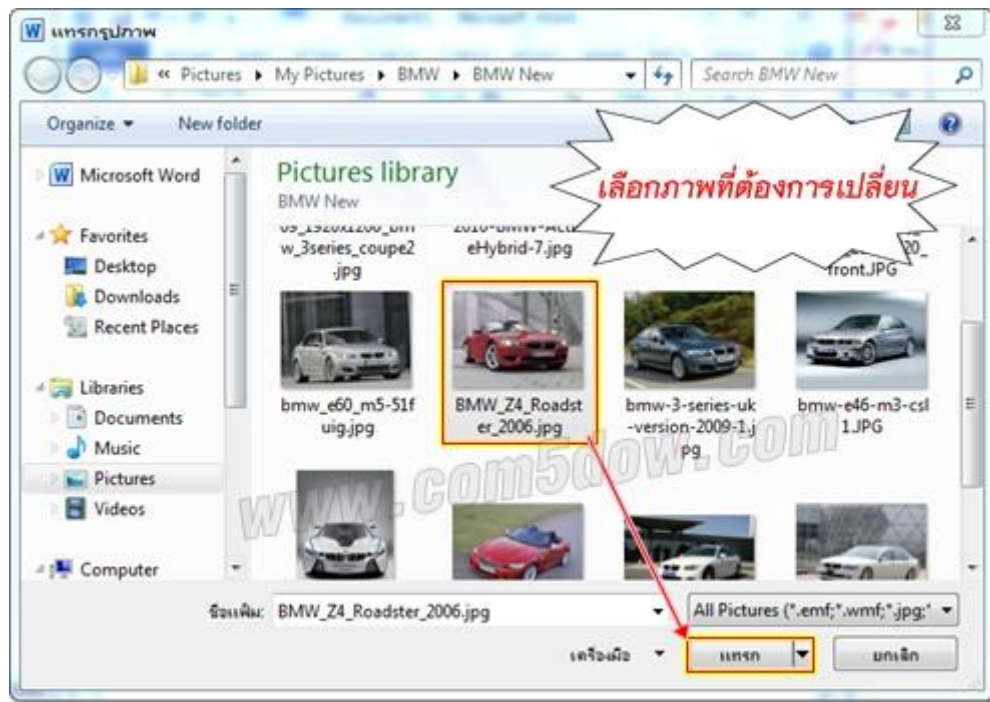 แทรกรูปภาพ
« Pictures ▸ My Pictures ▸ BMW ▸ BMW New
Search BMW New
Organize
New folder
Microsoft Word
Favorites
Desktop
Downloads
Recent Places
Libraries
Documents
Music
Pictures
Videos
Computer
Pictures library
BMW New
เลือกภาพที่ต้องการเปลี่ยน
w_3series_coupe2
.jpg
eHybrid-7.jpg
front.JPG
bmw_e60_m5-51f
uig.jpg
BMW_Z4_Roadst
er_2006.jpg
bmw-3-series-uk
-version-2009-1.j
pg
bmw-e46-m3-csl
1.JPG
www.com5dow.com
ชื่อแฟ้ม: BMW_Z4_Roadster_2006.jpg
All Pictures (*.emf;*.wmf;*.jpg;*
เครื่องมือ
แทรก
ยกเลิก